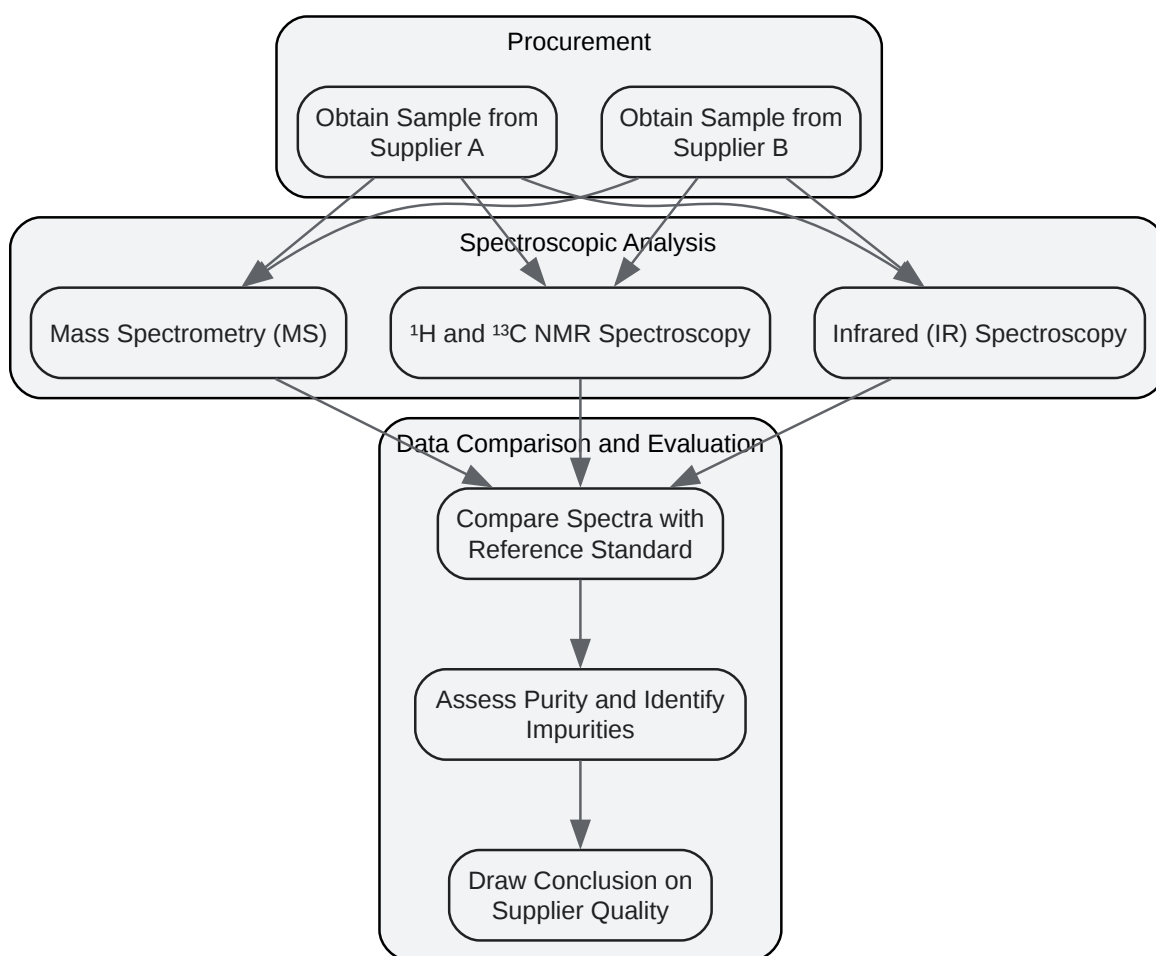 Procurement
Obtain Sample from
Supplier A
Obtain Sample from
Supplier B
Spectroscopic Analysis
Mass Spectrometry (MS)
¹H and ¹³C NMR Spectroscopy
Infrared (IR) Spectroscopy
Data Comparison and Evaluation
Compare Spectra with
Reference Standard
Assess Purity and Identify
Impurities
Draw Conclusion on
Supplier Quality